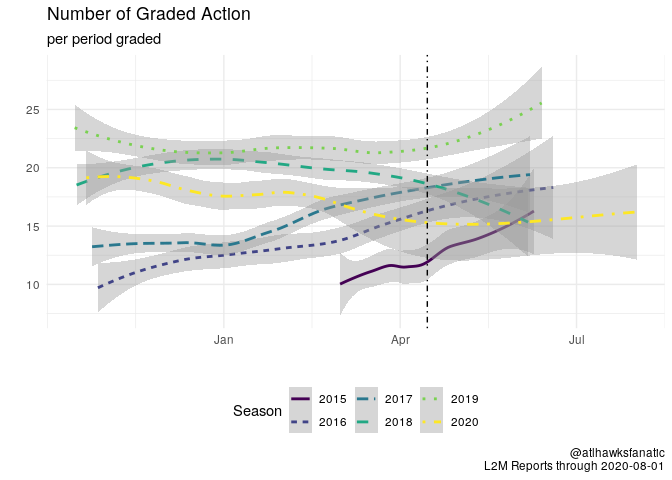 Number of Graded Action
per period graded
25
20
15
10
Jan
Apr
Jul
Season
2015
2017
2019
2016
2018
2020
@atlhawksfanatic
L2M Reports through 2020-08-01